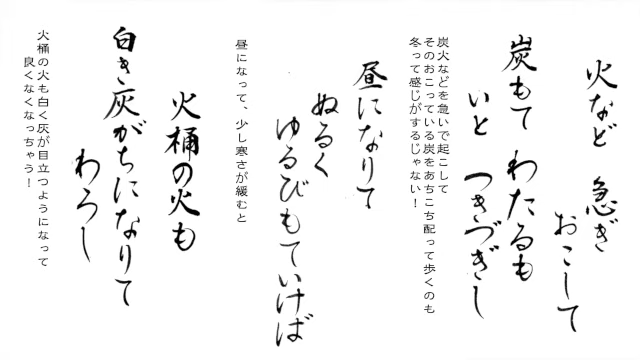 火など　急ぎ
おこして
炭もて　わたるも
いと　つきづきし
炭火などを急いで起こして
そのおこっている炭をあちこち配って歩くのも
冬って感じがするじゃない！
昼になりて
ぬるく
ゆるびもていけば
昼になって、少し寒さが緩むと
火桶の火も
白き灰がちになりて
わろし
火桶の火も白く灰が目立つようになって
良くなくなっちゃう！